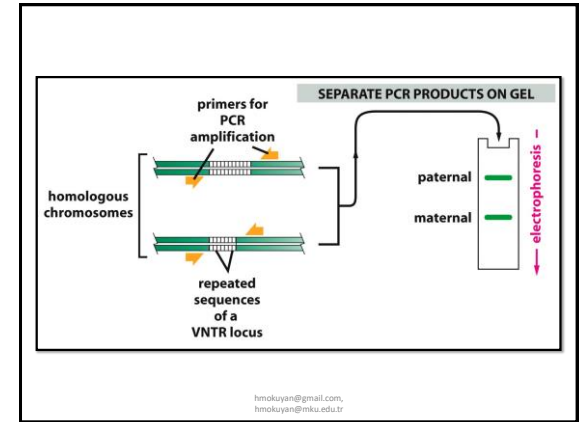 SEPARATE PCR PRODUCTS ON GEL
primers for
PCR
amplification
homologous
chromosomes
repeated
sequences
of a
VNTR locus
paternal
maternal
electrophoresis
hmokuyan@gmail.com,
hmokuyan@mku.edu.tr